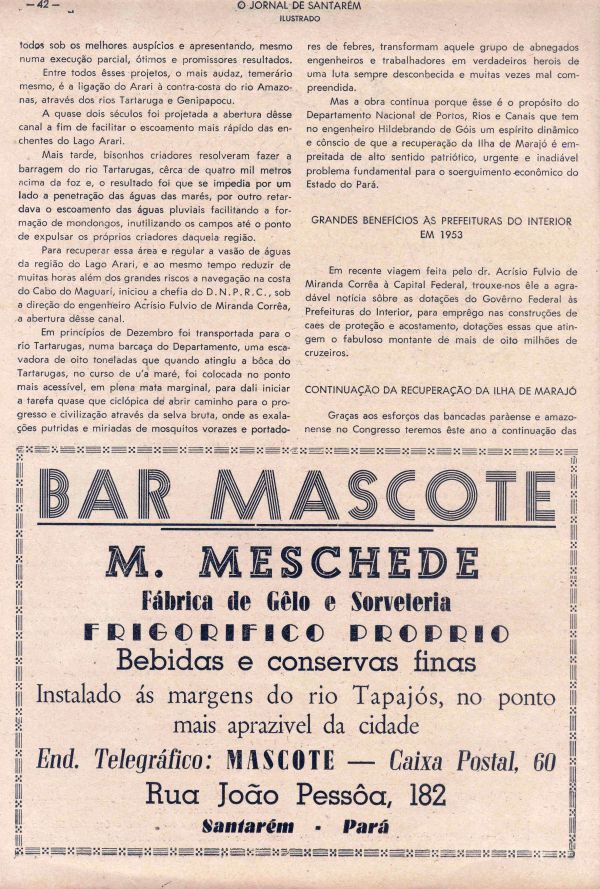 — 42 —
O JORNAL DE SANTARÉM
ILUSTRADO
todos sob os melhores auspícios e apresentando, mesmo
numa execução parcial, ótimos e promissores resultados.
Entre todos êsses projetos, o mais audaz, temerário
mesmo, é a ligação do Arari à contra-costa do rio Amazo-
nas, através dos rios Tartaruga e Genipapocu.
A quase dois séculos foi projetada a abertura dêsse
canal a fim de facilitar o escoamento mais rápido das en-
chentes do Lago Arari.
Mais tarde, bisonhos criadores resolveram fazer a
barragem do rio Tartarugas, cêrca de quatro mil metros
acima da foz e, o resultado foi que se impedia por um
lado a penetração das águas das marés, por outro retar-
dava o escoamento das águas pluviais facilitando a for-
mação de mondongos, inutilizando os campos até o ponto
de expulsar os próprios criadores daquela região.
Para recuperar essa área e regular a vasão de águas
da região do Lago Arari, e ao mesmo tempo reduzir de
muitas horas além dos grandes riscos a navegação na costa
do Cabo do Maguarí, iniciou a chefia do D.N.P.R.C., sob
a direção do engenheiro Acrísio Fulvio de Miranda Corrêa,
a abertura dêsse canal.
Em princípios de Dezembro foi transportada para o
rio Tartarugas, numa barcaça do Departamento, uma esca-
vadora de oito toneladas que quando atingiu a bôca do
Tartarugas, no curso de u'a maré, foi colocada no ponto
mais acessível, em plena mata marginal, para dali iniciar
a tarefa quase que ciclópica de abrir caminho para o pro-
gresso e civilização através da selva bruta, onde as exala-
ções putridas e miriadas de mosquitos vorazes e portado-
res de febres, transformam aquele grupo de abnegados
engenheiros e trabalhadores em verdadeiros herois de
uma luta sempre desconhecida e muitas vezes mal com-
preendida.
Mas a obra continua porque êsse é o propósito do
Departamento Nacional de Portos, Rios e Canais que tem
no engenheiro Hildebrando de Góis um espírito dinâmico
e cônscio de que a recuperação da Ilha de Marajó é em-
preitada de alto sentido patriótico, urgente e inadiável
problema fundamental para o soerguimento econômico do
Estado do Pará.
GRANDES BENEFÍCIOS ÀS PREFEITURAS DO INTERIOR
EM 1953
Em recente viagem feita pelo dr. Acrísio Fulvio de
Miranda Corrêa à Capital Federal, trouxe-nos êle a agra-
dável notícia sôbre as dotações do Govêrno Federal às
Prefeituras do Interior, para emprêgo nas construções de
caes de proteção e acostamento, dotações essas que atin-
gem o fabuloso montante de mais de oito milhões de
cruzeiros.
CONTINUAÇÃO DA RECUPERAÇÃO DA ILHA DE MARAJÓ
Graças aos esforços das bancadas paràense e amazo-
nense no Congresso teremos êste ano a continuação das
BAR MASCOTE
M. MESCHEDE
Fábrica de Gêlo e Sorveteria
FRIGORIFICO PROPRIO
Bebidas e conservas finas
Instalado ás margens do rio Tapajós, no ponto
mais aprazivel da cidade
End. Telegráfico: MASCOTE — Caixa Postal, 60
Rua João Pessôa, 182
Santarém - Pará